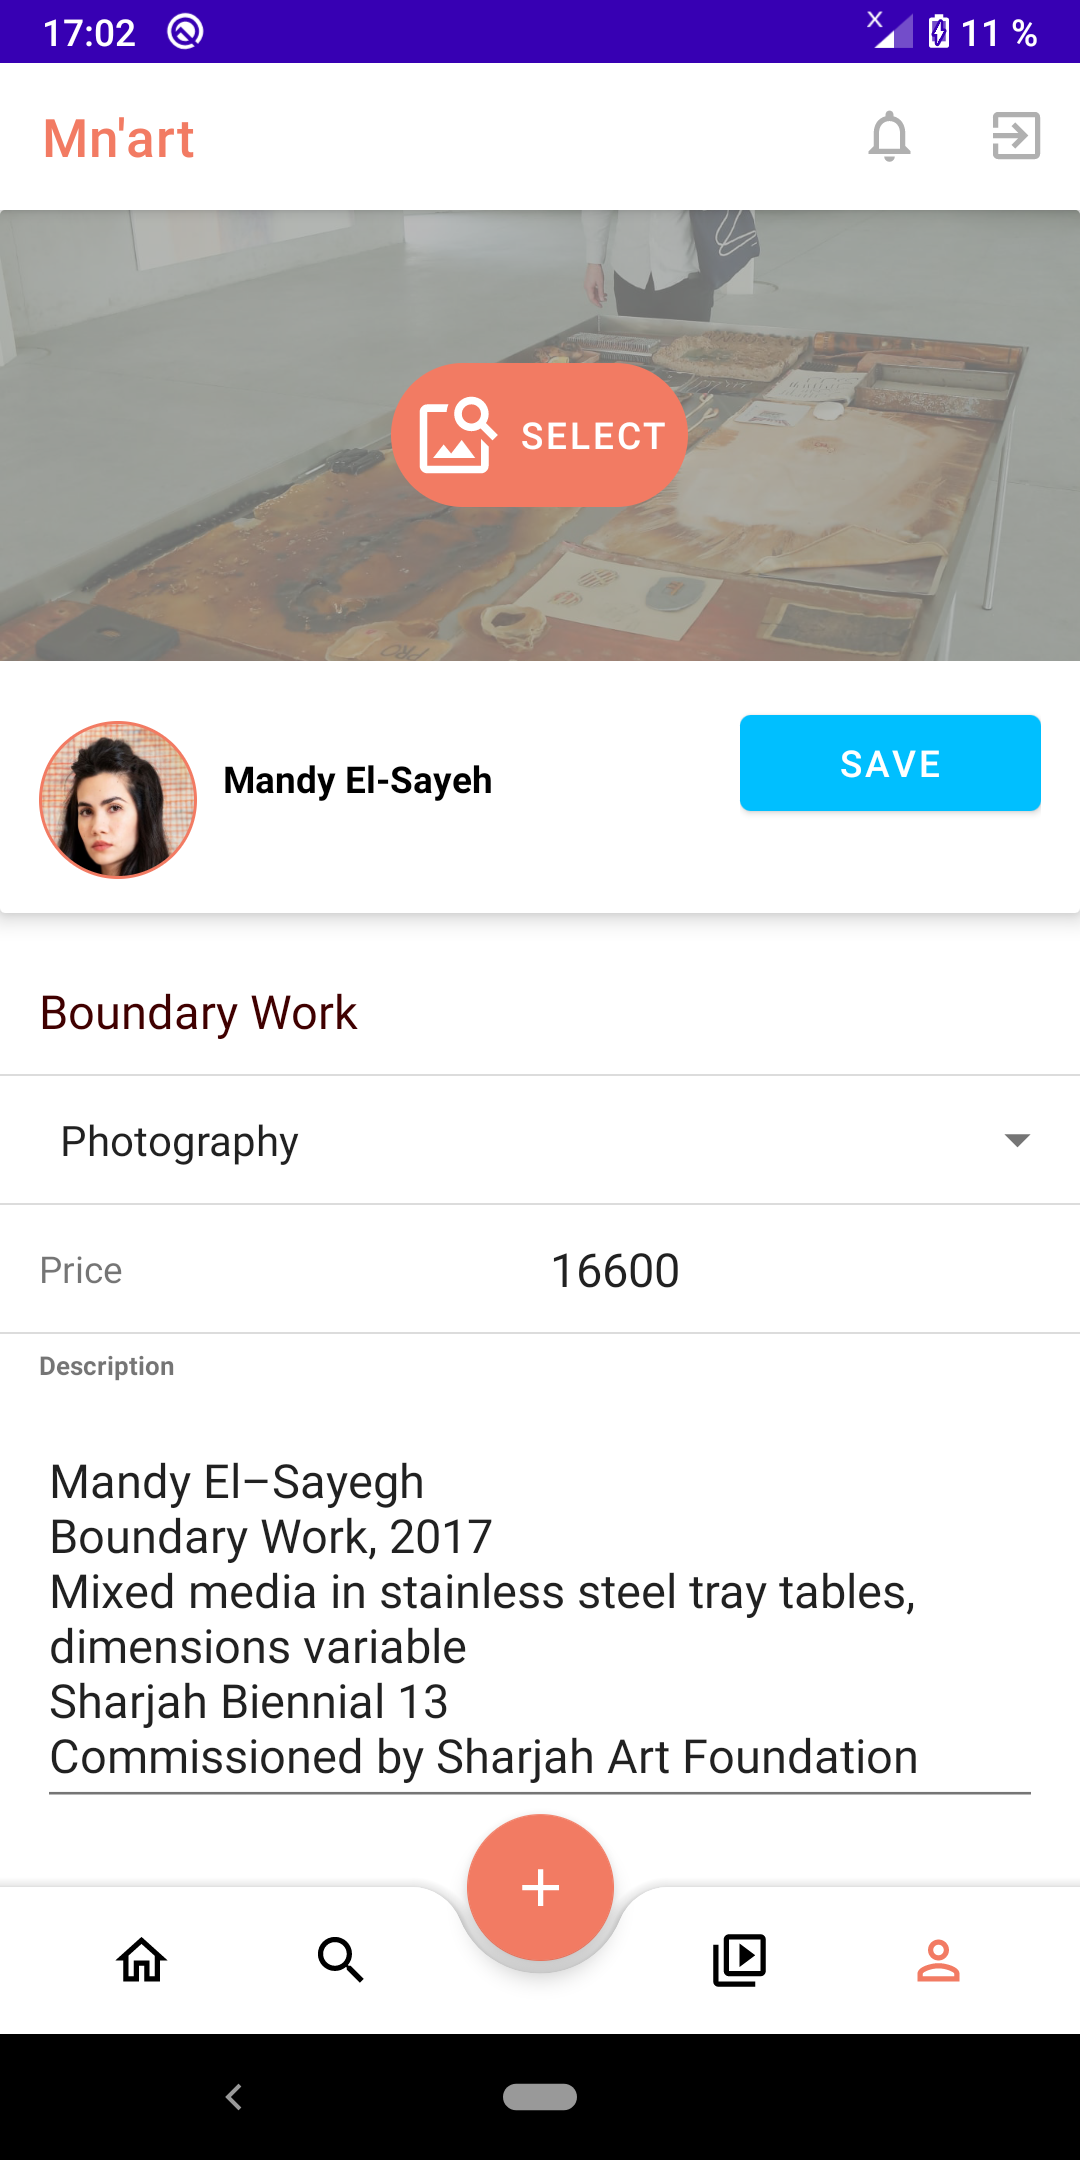 17:02
11 %
Mn'art
SELECT
Mandy El-Sayeh
SAVE
Boundary Work
Photography
Price
16600
Description
Mandy El–Sayegh
Boundary Work, 2017
Mixed media in stainless steel tray tables,
dimensions variable
Sharjah Biennial 13
Commissioned by Sharjah Art Foundation